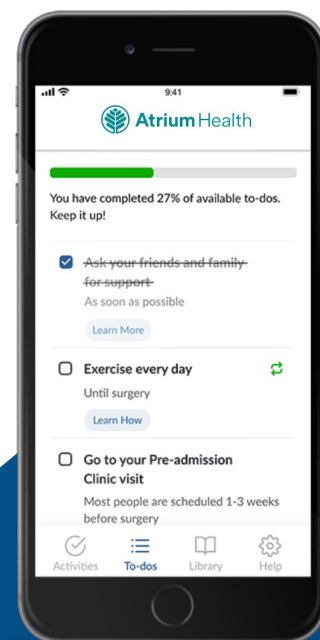 9:41
Atrium Health
You have completed 27% of available to-dos.
Keep it up!
Ask your friends and family
for support
As soon as possible
Learn More
Exercise every day
Until surgery
Learn How
Go to your Pre-admission
Clinic visit
Most people are scheduled 1-3 weeks
before surgery
Activities
To-dos
Library
Help